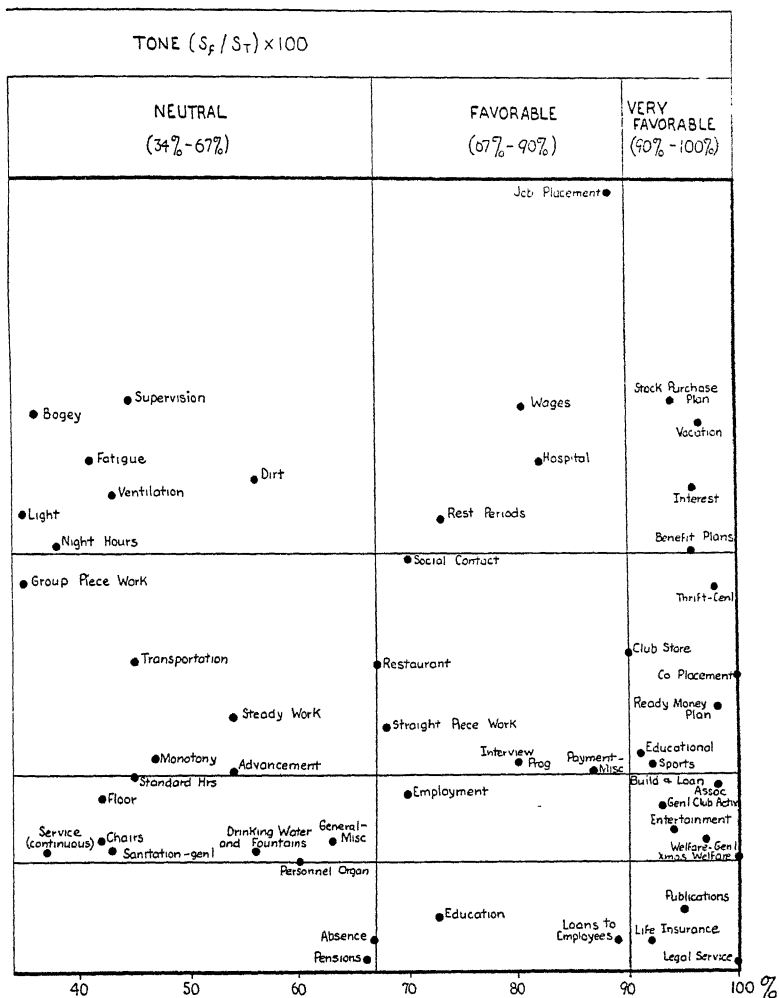 TONE (Sf/ST)×100
NEUTRAL
(34%-67%)
FAVORABLE
(67%-90%)
VERY
FAVORABLE
(90%-100%)
Job Placement
Stock Purchase
Plan
Supervision
Wages
Bogey
Vacation
Fatigue
Hospital
Dirt
Ventilation
Interest
Light
Rest Periods
Night Hours
Benefit Plans
Social Contact
Group Piece Work
Thrift-Genl
Club Store
Transportation
Restaurant
Co Placement
Ready Money
Plan
Steady Work
Straight Piece Work
Educational
Interview
Prog
Payment-
Misc
Monotony
Advancement
Sports
Standard Hrs
Build & Loan
Assoc
Floor
Employment
Genl Club Activ
Entertainment
Service
(continuous)
Chairs
Drinking Water
and Fountains
General-
Misc
Sanitation-genl
Welfare-Genl
Xmas Welfare
Personnel Organ
Publications
Education
Absence
Loans to
Employees
Life Insurance
Pensions
Legal Service
40 50 60 70 80 90 100 %